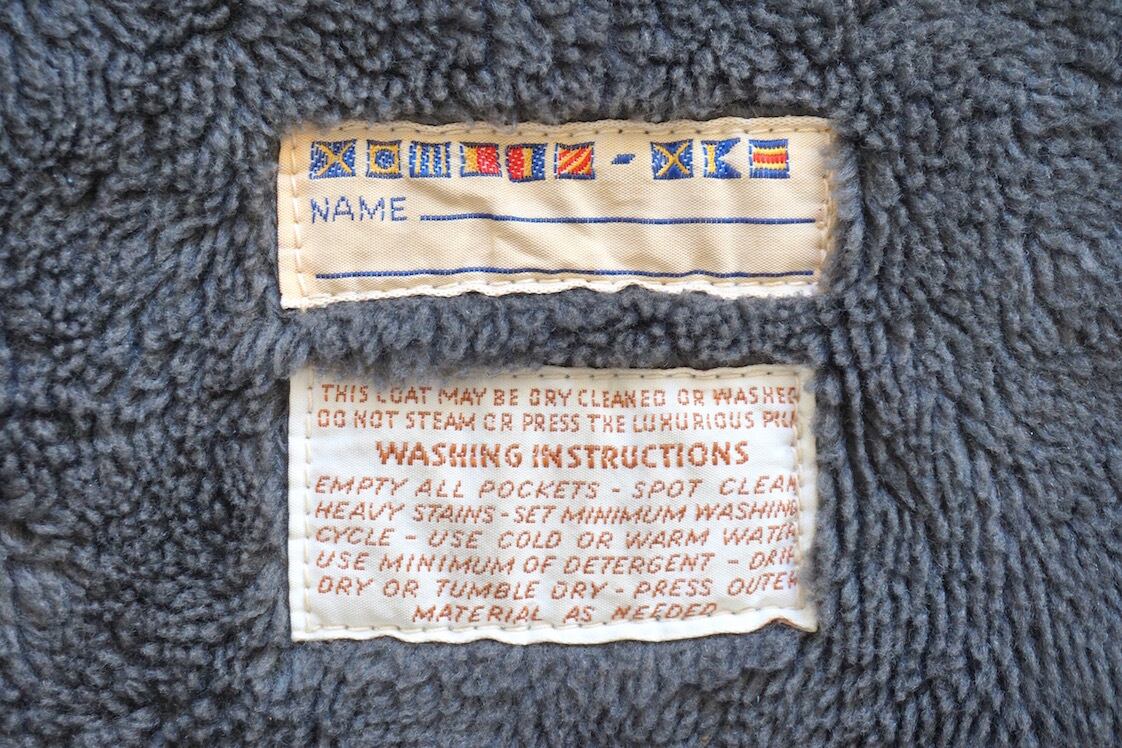 NAME
THIS COAT MAY BE DRY CLEANED OR WASHED
DO NOT STEAM OR PRESS THE LUXURIOUS
WASHING INSTRUCTIONS
EMPTY ALL POCKETS - SPOT CLEAN
HEAVY STAINS - SET MINIMUM WASHING
CYCLE - USE COLD OR WARM WATER
USE MINIMUM OF DETERGENT - DRIP
DRY OR TUMBLE DRY - PRESS OUTER
MATERIAL AS NEEDED